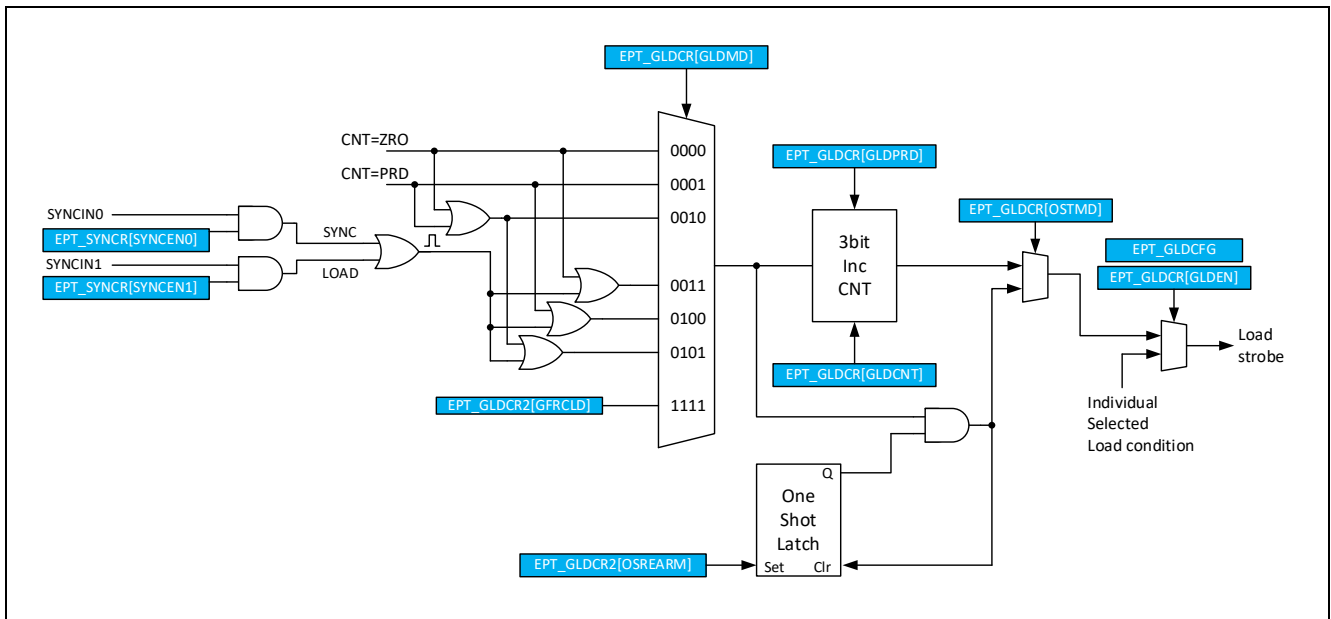 EPT_GLDCR[GLDMD]
CNT=ZRO
0000
CNT=PRD
0001
EPT_GLDCR[GLDPRD]
SYNCIN0
0010
EPT_GLDCR[OSTMD]
EPT_SYNCR[SYNCEN0]
SYNC
3bit
Inc
CNT
EPT_GLDCFG
SYNCIN1
LOAD
EPT_SYNCR[SYNCEN1]
0011
EPT_GLDCR[GLDEN]
0100
0101
Load
strobe
EPT_GLDCR[GLDCNT]
EPT_GLDCR2[GFRCLD]
1111
Individual
Selected
Load condition
Q
One
Shot
Latch
EPT_GLDCR2[OSREARM]
Set
Clr